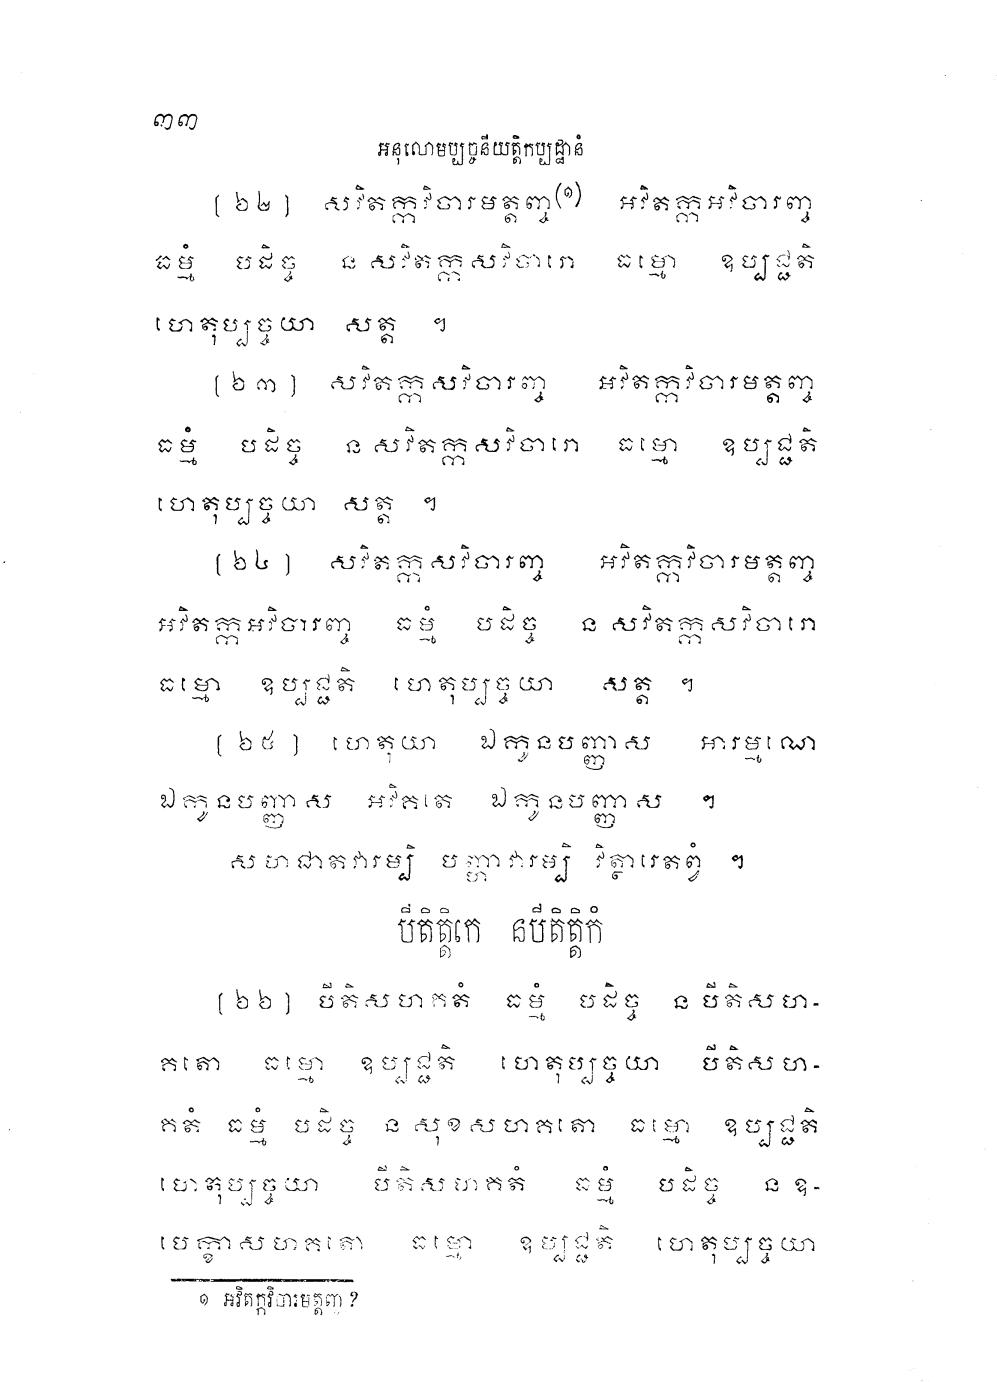 ៣៣
អនុលោមប្បច្ចនីយត្តិកប្បដ្ឋានំ
[៦២] សវិតក្កវិចារមត្តញ្ច(១) អវិតក្កអវិចារញ្ច
ធម្មំ បដិច្ច ន សវិតក្កសវិចារោ ធម្មោ ឧប្បជ្ជតិ
ហេតុប្បច្ចយា សត្ត ។
[៦៣] សវិតក្កសវិចារញ្ច អវិតក្កវិចារមត្តញ្ច
ធម្មំ បដិច្ច ន សវិតក្កសវិចារោ ធម្មោ ឧប្បជ្ជតិ
ហេតុប្បច្ចយា សត្ត ។
[៦៤] សវិតក្កសវិចារញ្ច អវិតក្កវិចារមត្តញ្ច
អវិតក្កអវិចារញ្ច ធម្មំ បដិច្ច ន សវិតក្កសវិចារោ
ធម្មោ ឧប្បជ្ជតិ ហេតុប្បច្ចយា សត្ត ។
[៦៥] ហេតុយា ឯកូនបញ្ញាស អារម្មណេ
ឯកូនបញ្ញាស អវិគតេ ឯកូនបញ្ញាស ។
សហជាតវារម្បិ បញ្ហាវារម្បិ វិត្ថារេតព្វំ ។
បីតិត្តិកេ នបីតិត្តិកំ
[៦៦] បីតិសហគតំ ធម្មំ បដិច្ច ន បីតិសហ-
គតោ ធម្មោ ឧប្បជ្ជតិ ហេតុប្បច្ចយា បីតិសហ-
គតំ ធម្មំ បដិច្ច ន សុខសហគតោ ធម្មោ ឧប្បជ្ជតិ
ហេតុប្បច្ចយា បីតិសហគតំ ធម្មំ បដិច្ច ន ឧ-
បេក្ខាសហគតោ ធម្មោ ឧប្បជ្ជតិ ហេតុប្បច្ចយា
១ អវិតក្កវិចារមត្តញ្ច ?